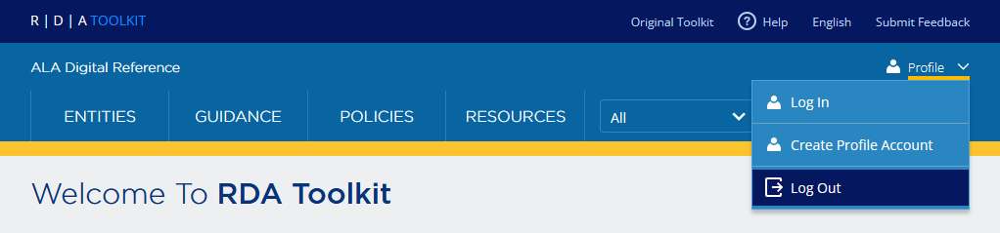 R | D | A TOOLKIT
Original Toolkit ? Help English Submit Feedback
ALA Digital Reference Profile
ENTITIES GUIDANCE POLICIES RESOURCES All
Log In
Create Profile Account
Log Out
Welcome To RDA Toolkit